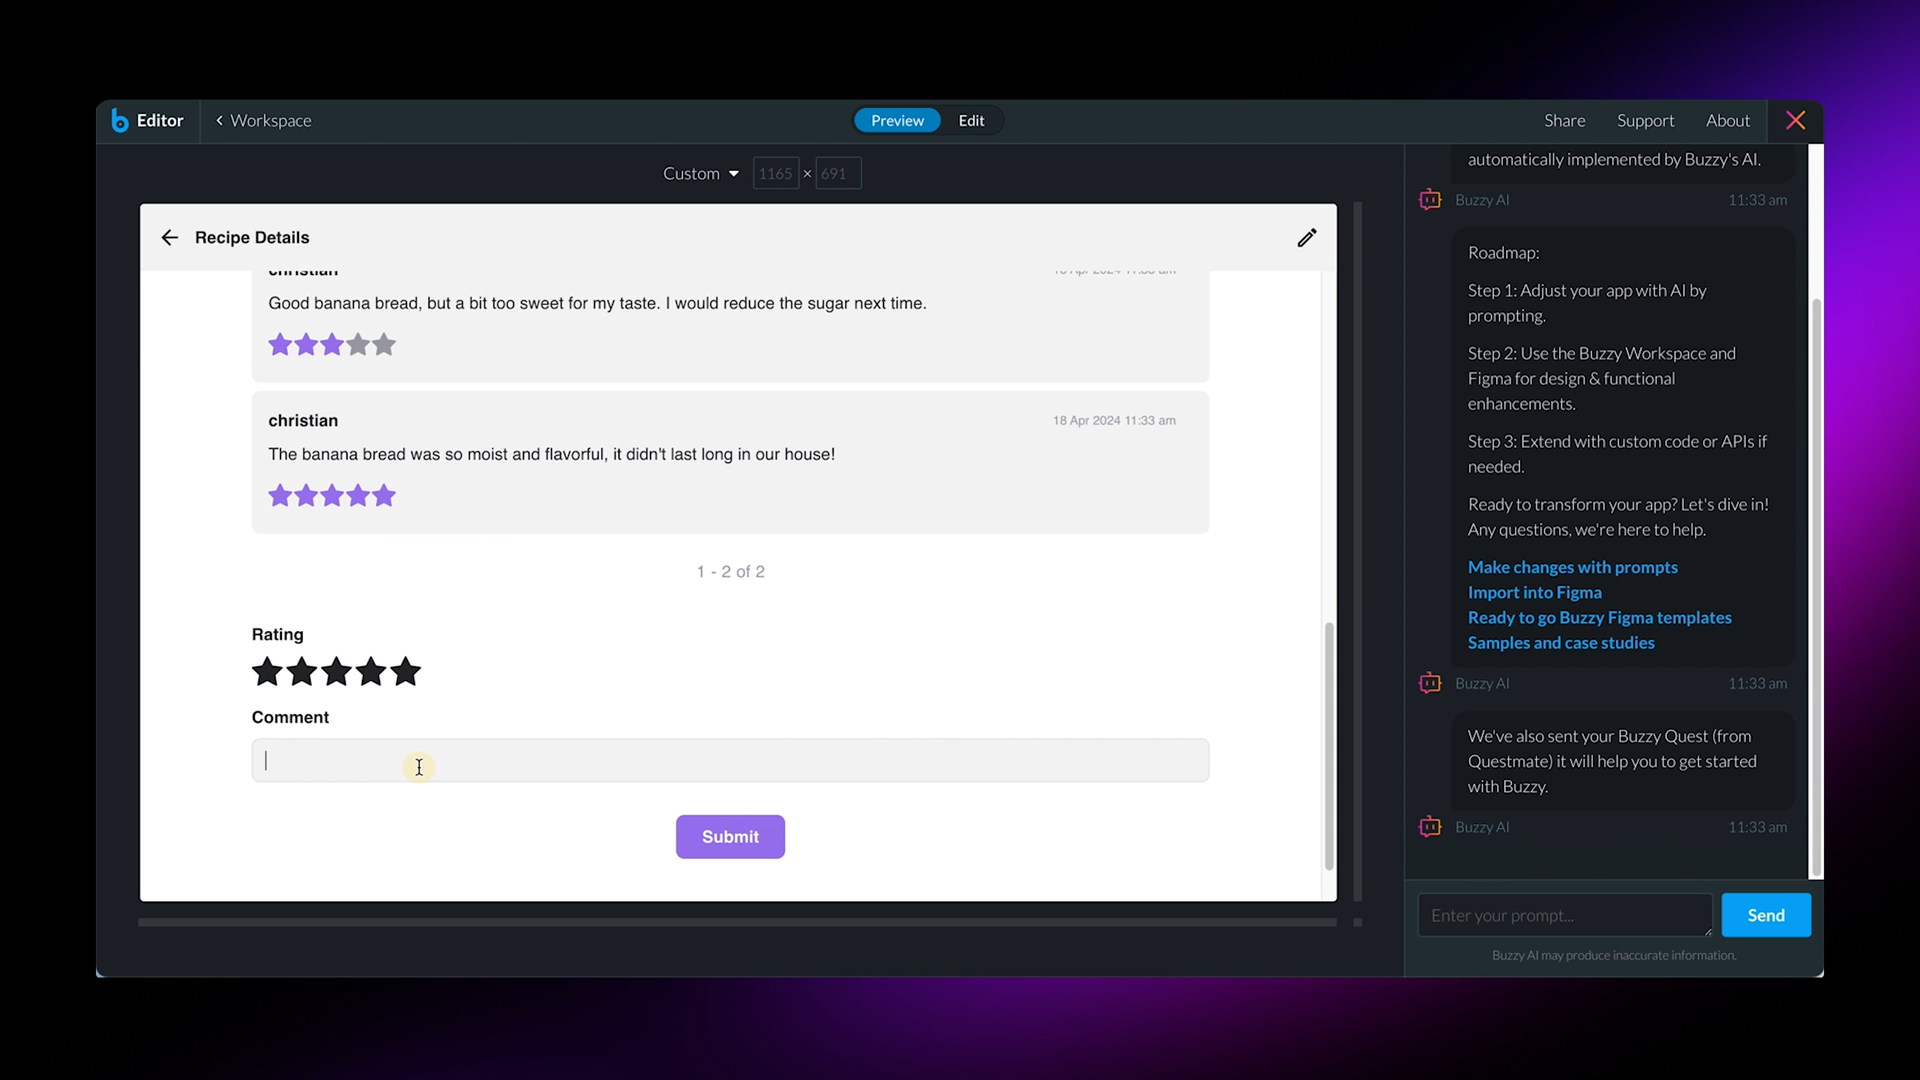 Editor
Workspace
Preview
Edit
Share
Support
About
Custom
1165 × 691
Recipe Details
christian
18 Apr 2024 11:33 am
Good banana bread, but a bit too sweet for my taste. I would reduce the sugar next time.
christian
18 Apr 2024 11:33 am
The banana bread was so moist and flavorful, it didn't last long in our house!
1 - 2 of 2
Rating
Comment
Submit
automatically implemented by Buzzy's AI.
Buzzy AI
11:33 am
Roadmap:
Step 1: Adjust your app with AI by
prompting.
Step 2: Use the Buzzy Workspace and
Figma for design & functional
enhancements.
Step 3: Extend with custom code or APIs if
needed.
Ready to transform your app? Let's dive in!
Any questions, we're here to help.
Make changes with prompts
Import into Figma
Ready to go Buzzy Figma templates
Samples and case studies
Buzzy AI
11:33 am
We've also sent your Buzzy Quest (from
Questmate) it will help you to get started
with Buzzy.
Buzzy AI
11:33 am
Enter your prompt...
Send
Buzzy AI may produce inaccurate information.